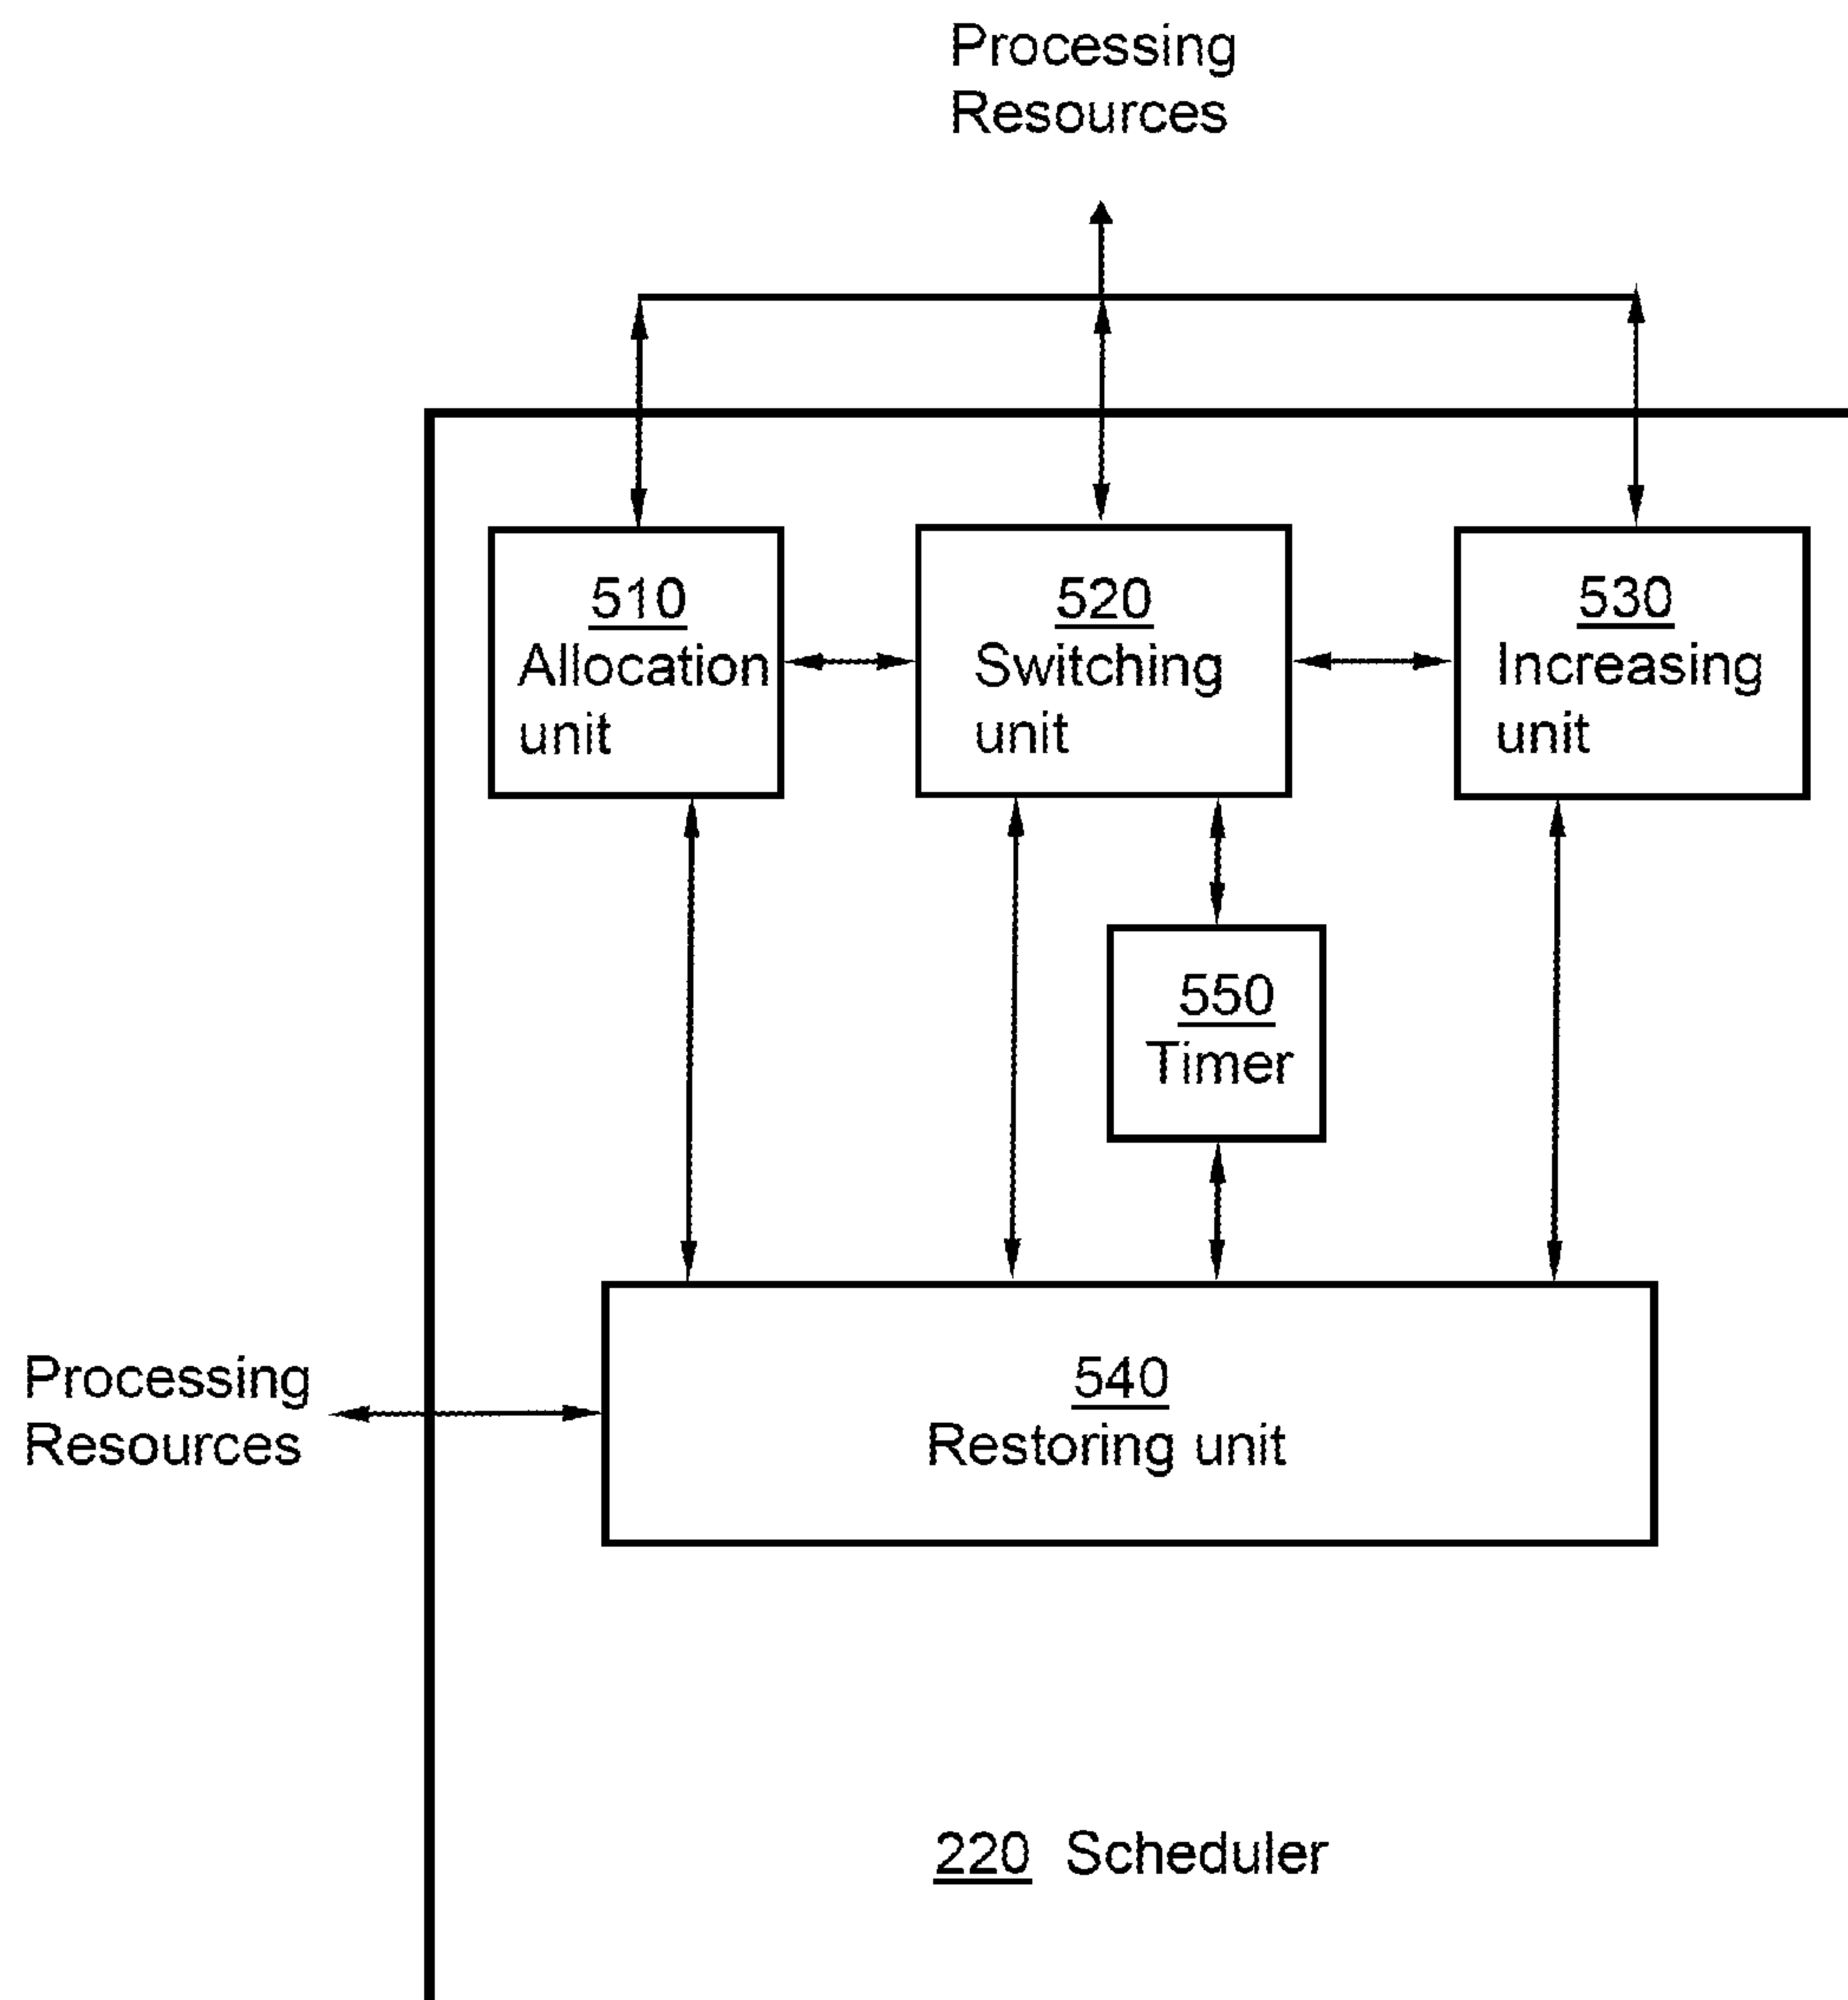 Processing
Resources
510
Allocation
unit
520
Switching
unit
530
Increasing
unit
550
Timer
540
Restoring unit
Processing
Resources
220 Scheduler